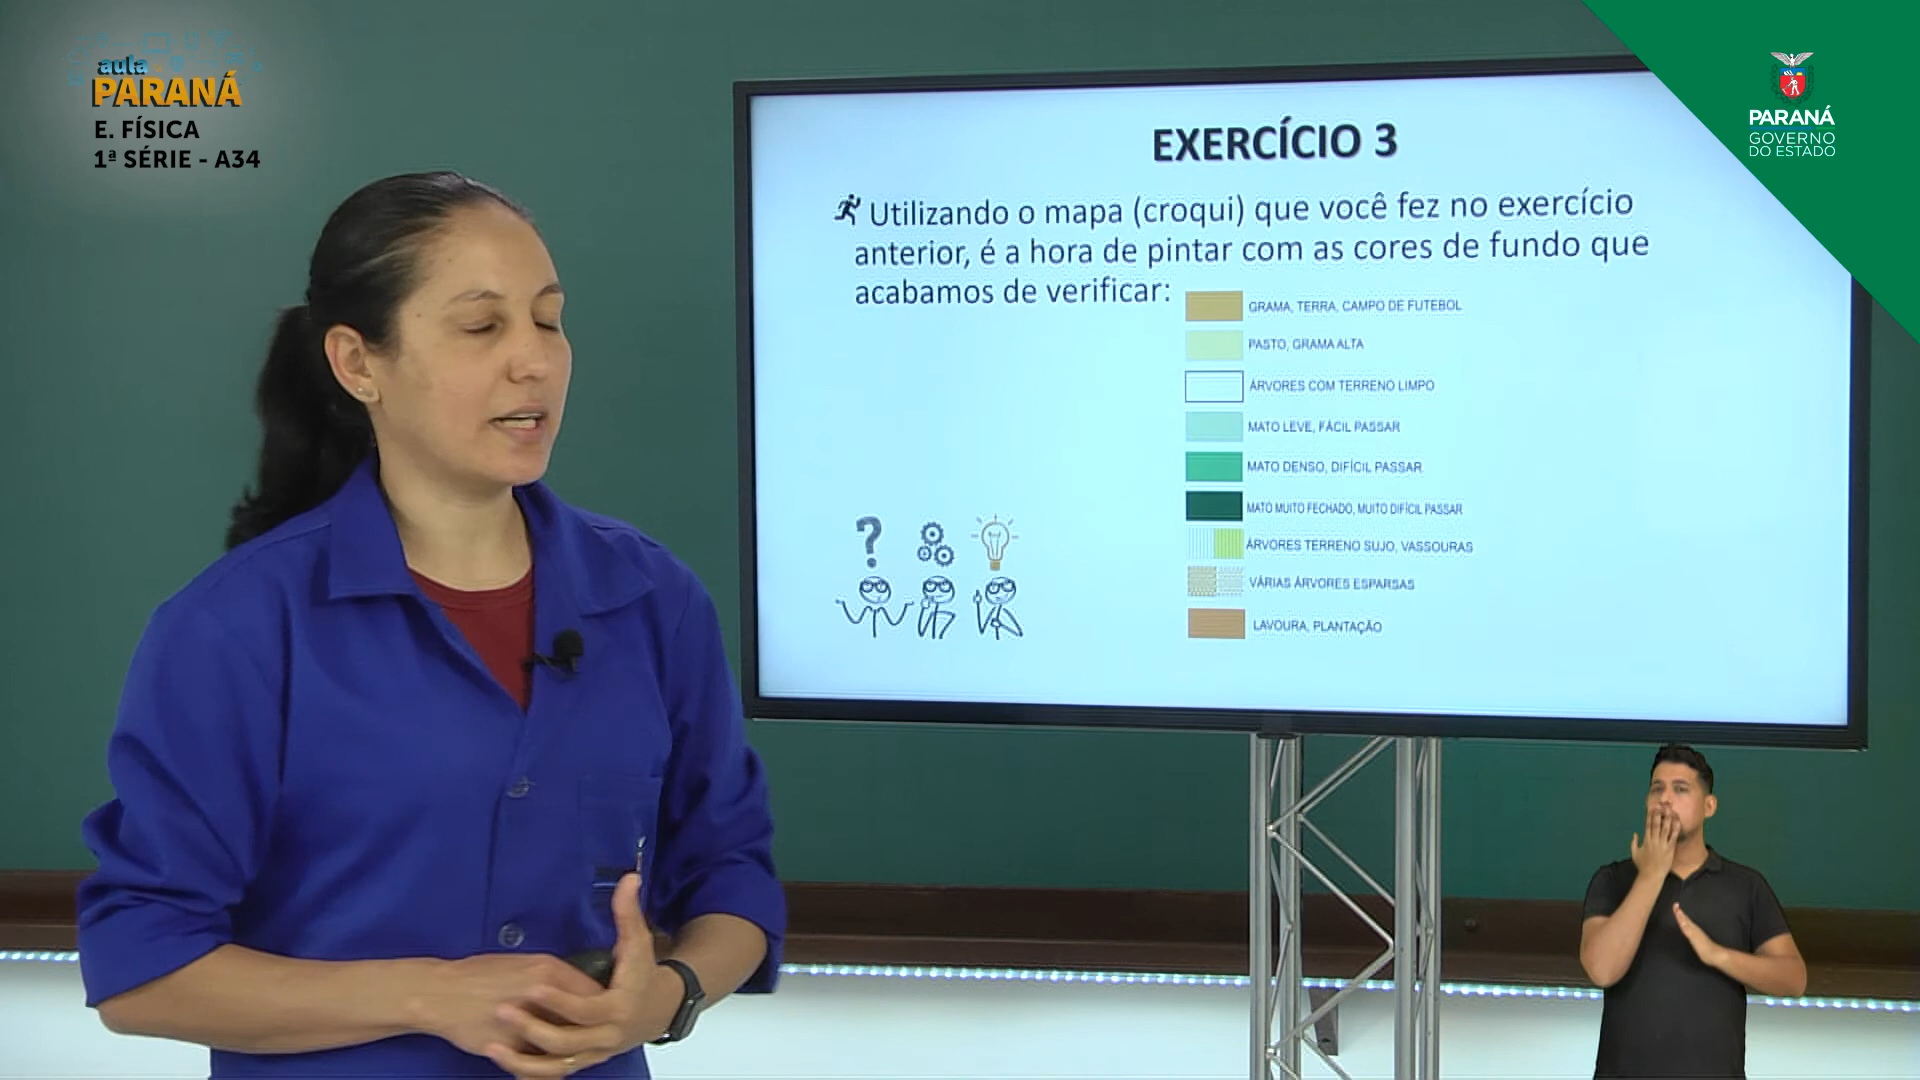 aula
PARANÁ
E. FÍSICA
1ª SÉRIE - A34
PARANÁ
GOVERNO
DO ESTADO
EXERCÍCIO 3
Utilizando o mapa (croqui) que você fez no exercício
anterior, é a hora de pintar com as cores de fundo que
acabamos de verificar:
GRAMA, TERRA, CAMPO DE FUTEBOL
PASTO, GRAMA ALTA
ÁRVORES COM TERRENO LIMPO
MATO LEVE, FÁCIL PASSAR
MATO DENSO, DIFÍCIL PASSAR
MATO MUITO FECHADO, MUITO DIFÍCIL PASSAR
ÁRVORES TERRENO SUJO, VASSOURAS
VÁRIAS ÁRVORES ESPARSAS
LAVOURA, PLANTAÇÃO
?